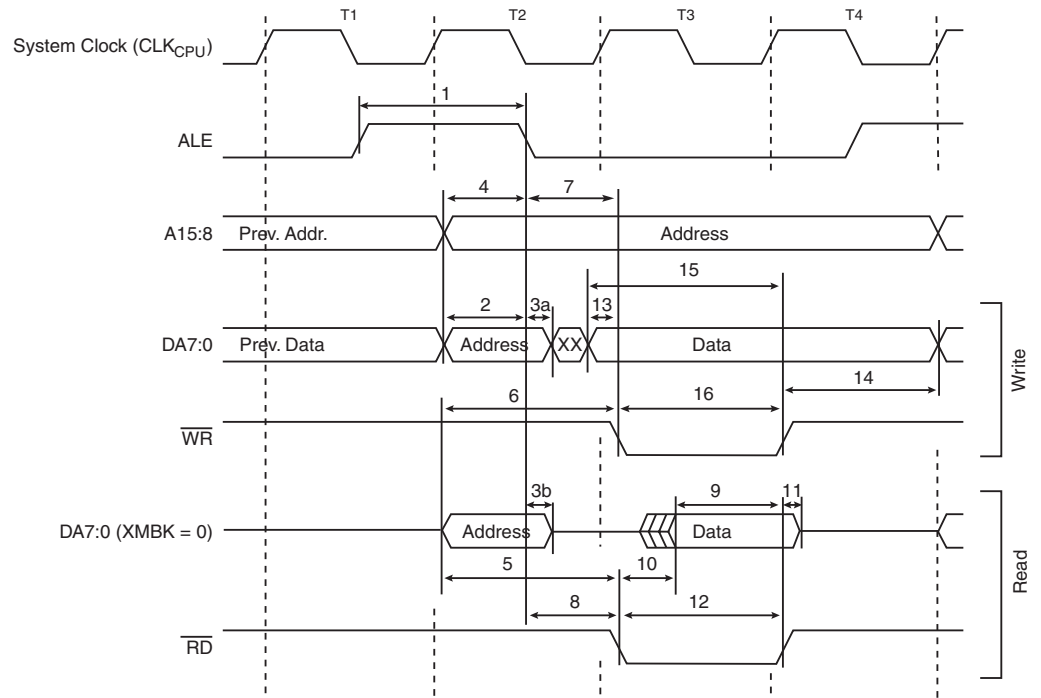 T1 T2 T3 T4
System Clock (CLKCPU)
1
ALE
4 7
A15:8 Prev. Addr. Address
15
2 3a 13
DA7:0 Prev. Data Address XX Data
14
6 16
WR
Write
3b 9 11
DA7:0 (XMBK = 0) Address Data
5 10
8 12
RD
Read